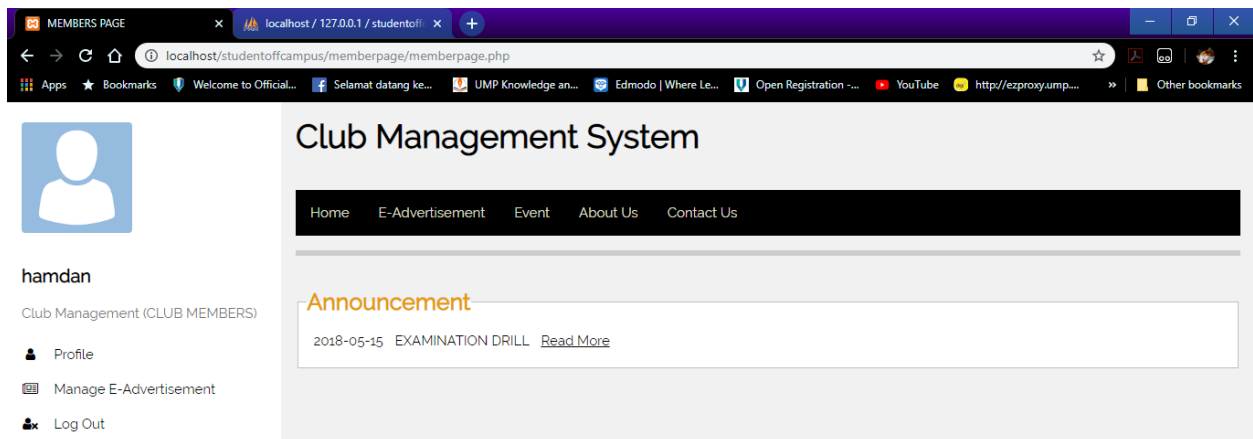 MEMBERS PAGE
localhost / 127.0.0.1 / studentoff
localhost/studentoffcampus/memberpage/memberpage.php
Apps Bookmarks Welcome to Official... Selamat datang ke... UMP Knowledge an... Edmodo | Where Le... Open Registration -... YouTube http://ezproxy.ump.... » Other bookmarks
Club Management System
Home E-Advertisement Event About Us Contact Us
hamdan
Club Management (CLUB MEMBERS)
Profile
Manage E-Advertisement
Log Out
Announcement
2018-05-15 EXAMINATION DRILL Read More